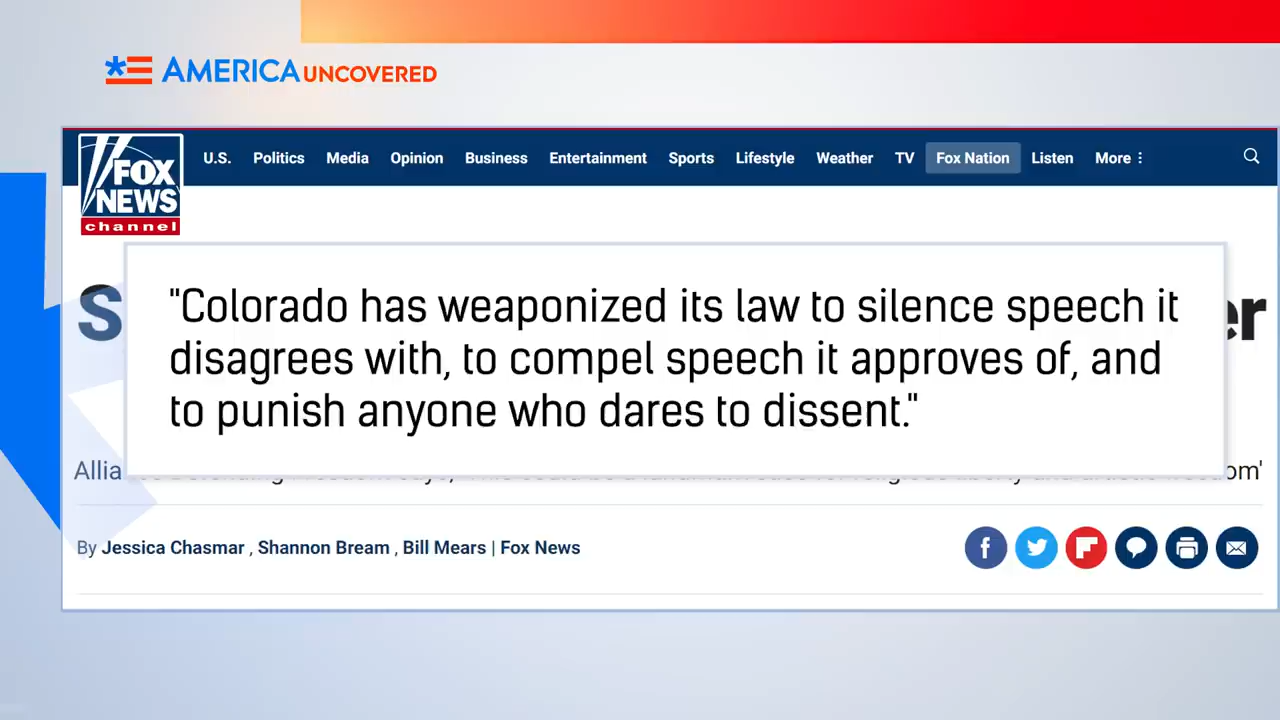 AMERICA UNCOVERED
FOX NEWS channel
U.S. Politics Media Opinion Business Entertainment Sports Lifestyle Weather TV Fox Nation Listen More
"Colorado has weaponized its law to silence speech it
disagrees with, to compel speech it approves of, and
to punish anyone who dares to dissent."
By Jessica Chasmar , Shannon Bream , Bill Mears | Fox News